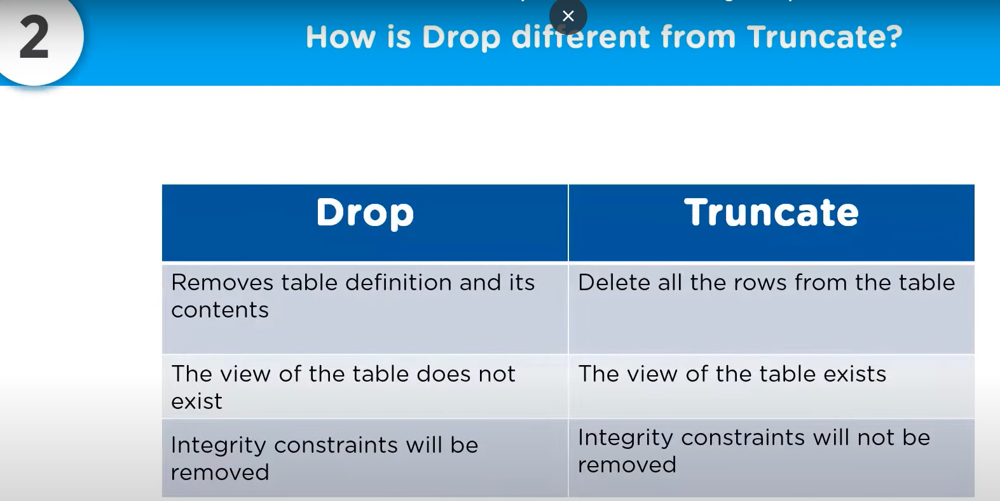 2
How is Drop different from Truncate?
Drop
Truncate
Removes table definition and its
contents
Delete all the rows from the table
The view of the table does not
exist
The view of the table exists
Integrity constraints will be
removed
Integrity constraints will not be
removed